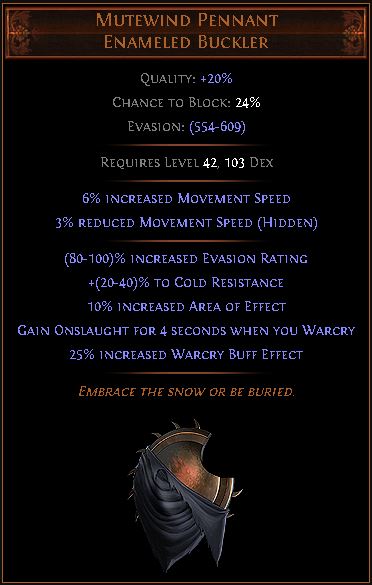 Mutewind Pennant
Enameled Buckler
Quality: +20%
Chance to Block: 24%
Evasion: (554-609)
Requires Level 42, 103 Dex
6% increased Movement Speed
3% reduced Movement Speed (Hidden)
(80-100)% increased Evasion Rating
+(20-40)% to Cold Resistance
10% increased Area of Effect
Gain Onslaught for 4 seconds when you Warcry
25% increased Warcry Buff Effect
Embrace the snow or be buried.